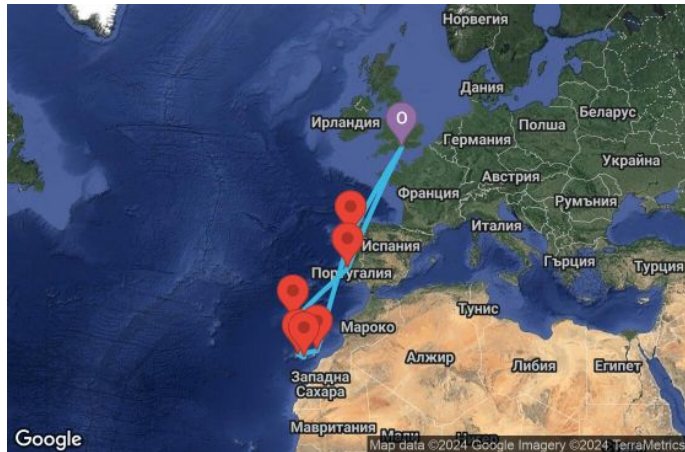 Норвегия
Дания
O
Ирландия
Беларус
Полша
Германия
Украйна
Австрия
Франция
Румъния
Италия
Испания
Гърция
Турция
Португалия
Тунис
Мароко
Алжир
Либия
Египет
Западна
Сахара
Мавритания
Мали
Google
Map data ©2024 Google Imagery ©2024 TerraMetrics